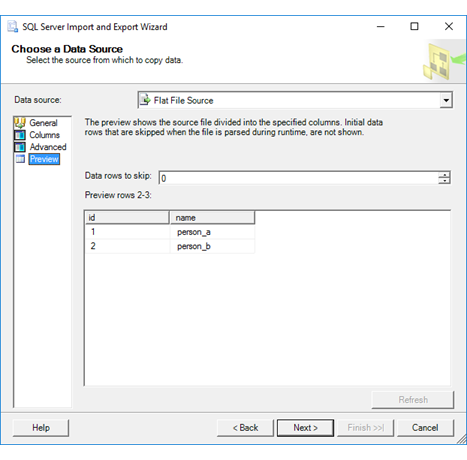 SQL Server Import and Export Wizard
Choose a Data Source
Select the source from which to copy data.
Data source:
Flat File Source
General
Columns
Advanced
Preview
The preview shows the source file divided into the specified columns. Initial data
rows that are skipped when the file is parsed during runtime, are not shown.
Data rows to skip: 0
Preview rows 2-3:
id name
1 person_a
2 person_b
Refresh
Help < Back Next > Finish >>| Cancel